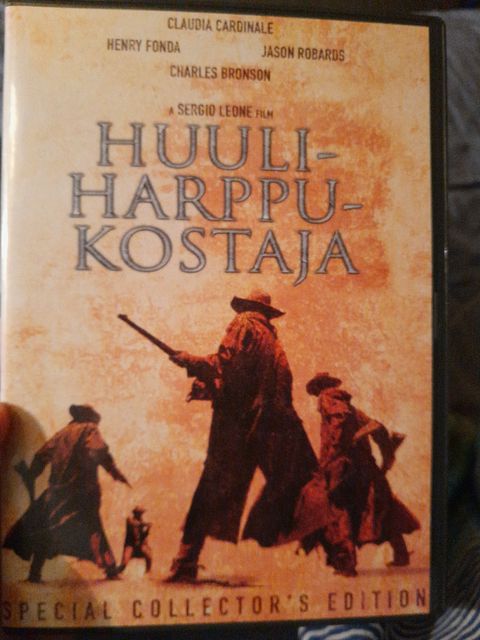 CLAUDIA CARDINALE
HENRY FONDA JASON ROBARDS
CHARLES BRONSON
A SERGIO LEONE FILM
HUULI-
HARPPU-
KOSTAJA
SPECIAL COLLECTOR'S EDITION